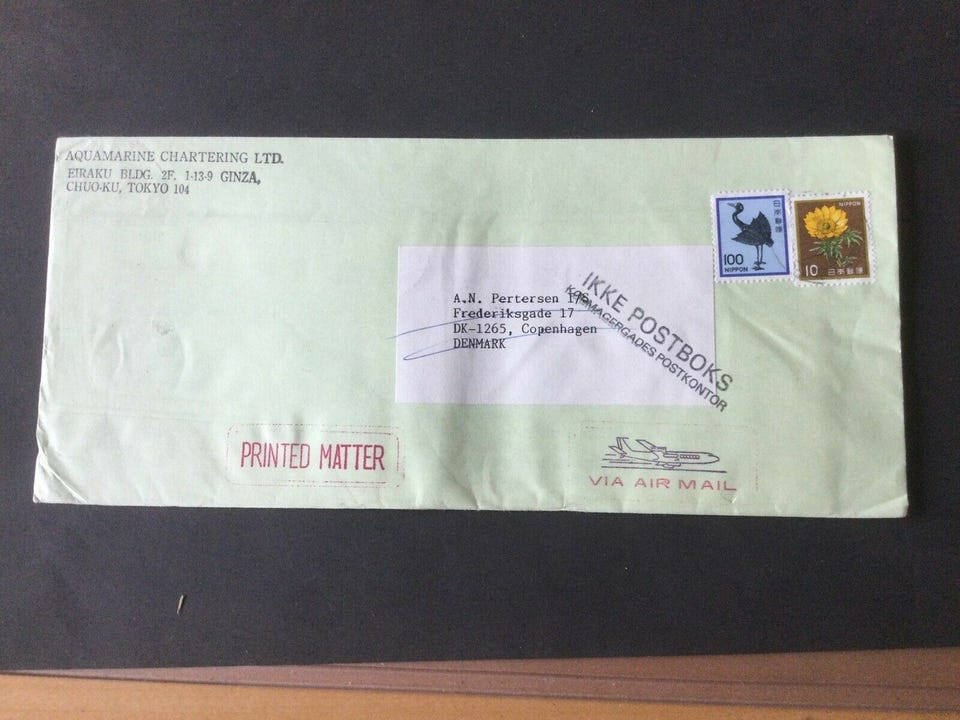 AQUAMARINE CHARTERING LTD.
EIRAKU BLDG. 2F, 1-13-9 GINZA,
CHUO-KU, TOKYO 104
日本郵便
100
NIPPON
NIPPON
10 日本郵便
A.N. Pertersen
Frederiksgade 17
DK-1265, Copenhagen
DENMARK
IKKE POSTBOKS
KØBMAGERGADES POSTKONTOR
PRINTED MATTER
VIA AIR MAIL